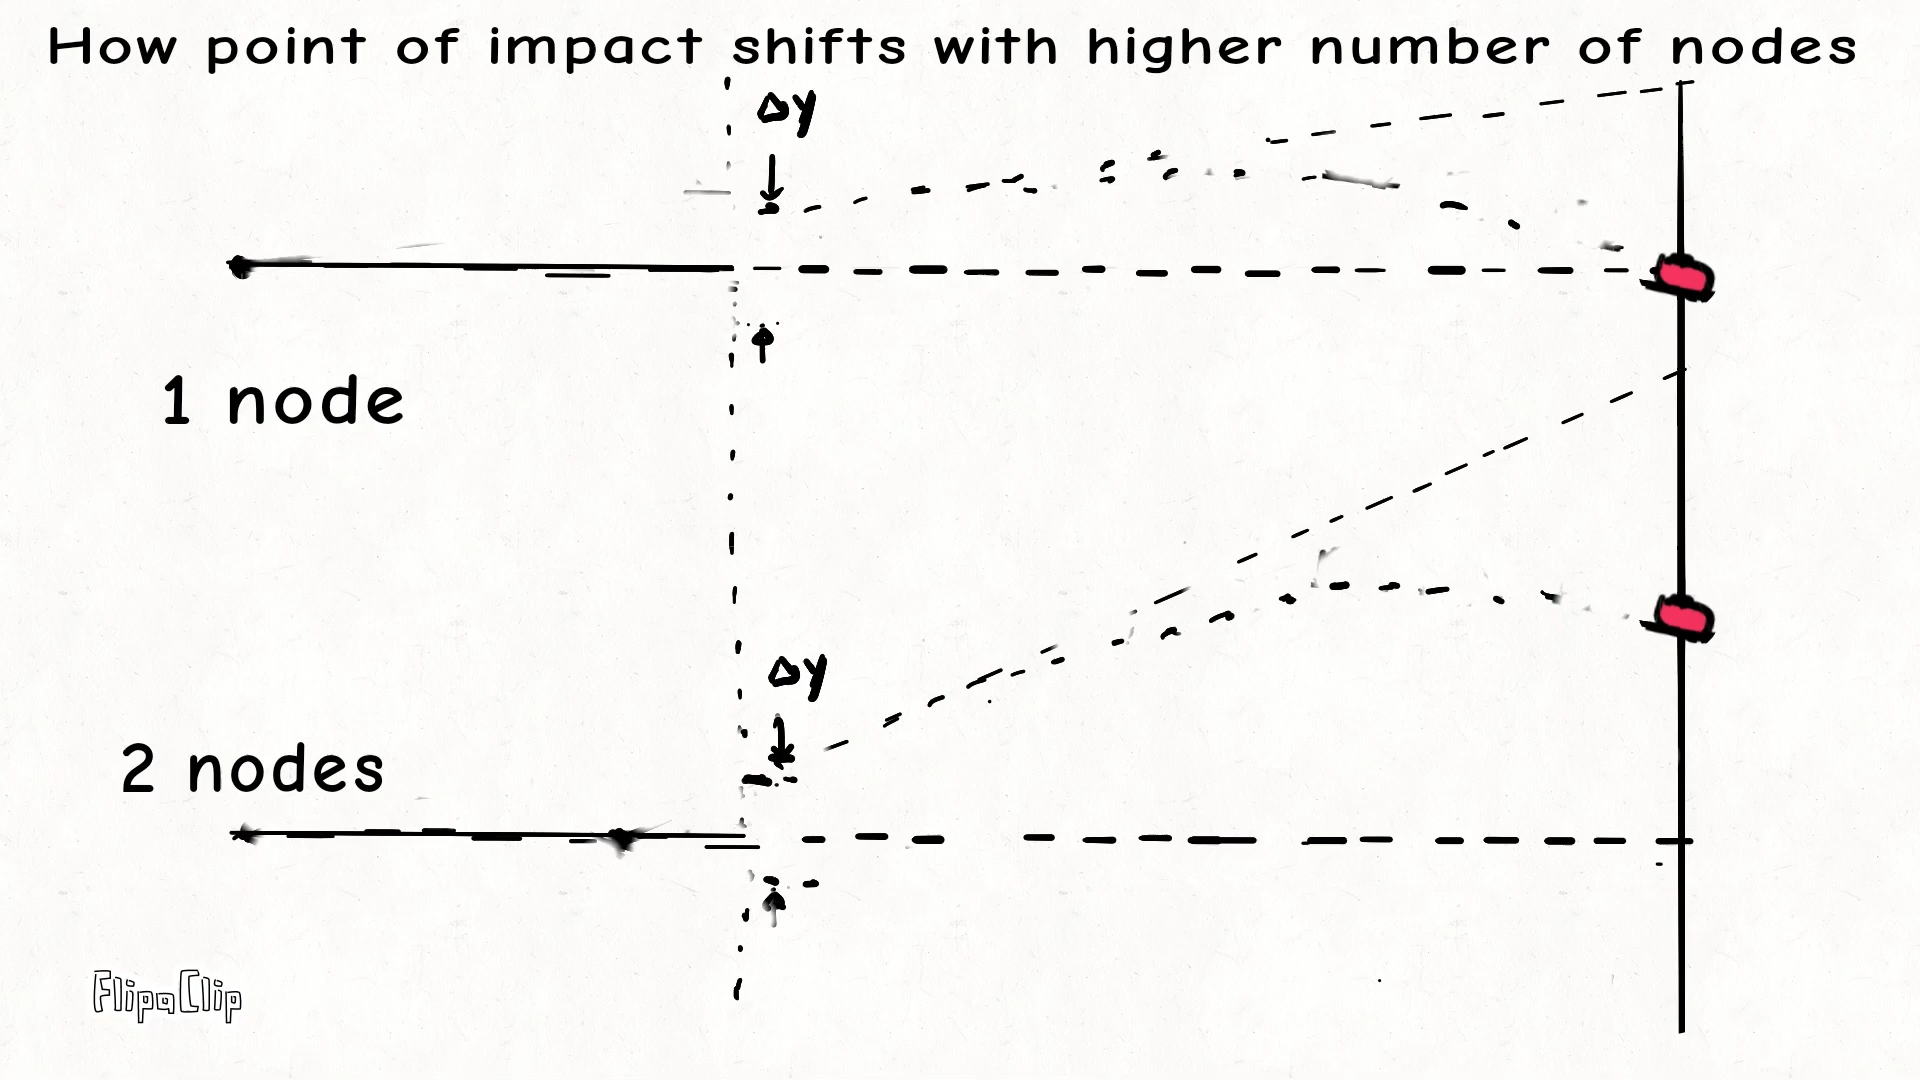 How point of impact shifts with higher number of nodes
Δy
1 node
Δy
2 nodes
FlipaClip